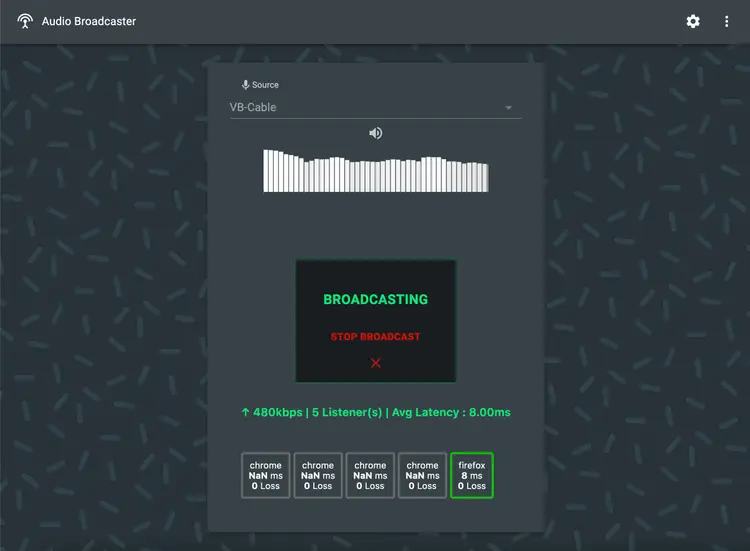 Audio Broadcaster
Source
VB-Cable
BROADCASTING
STOP BROADCAST
↑ 480kbps | 5 Listener(s) | Avg Latency : 8.00ms
chrome chrome chrome chrome firefox
NaN ms NaN ms NaN ms NaN ms 8 ms
0 Loss 0 Loss 0 Loss 0 Loss 0 Loss